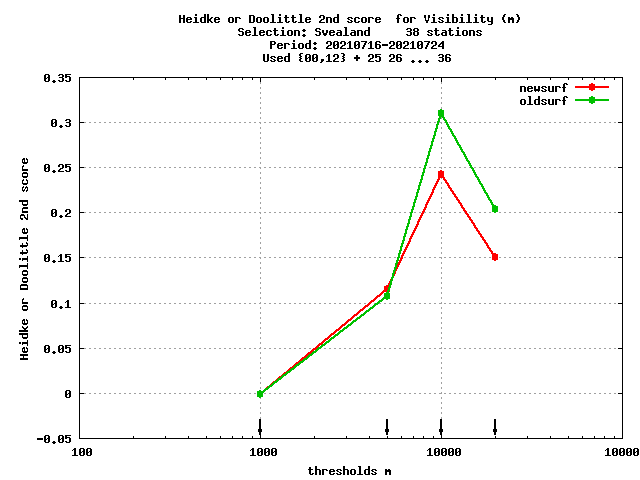 Heidke or Doolittle 2nd score  for Visibility (m)
Selection: Svealand     38 stations
Period: 20210716-20210724
Used {00,12} + 25 26 ... 36
newsurf
oldsurf
0.35
0.3
0.25
0.2
0.15
0.1
0.05
0
-0.05
Heidke or Doolittle 2nd score
100 1000 10000 10000
thresholds m